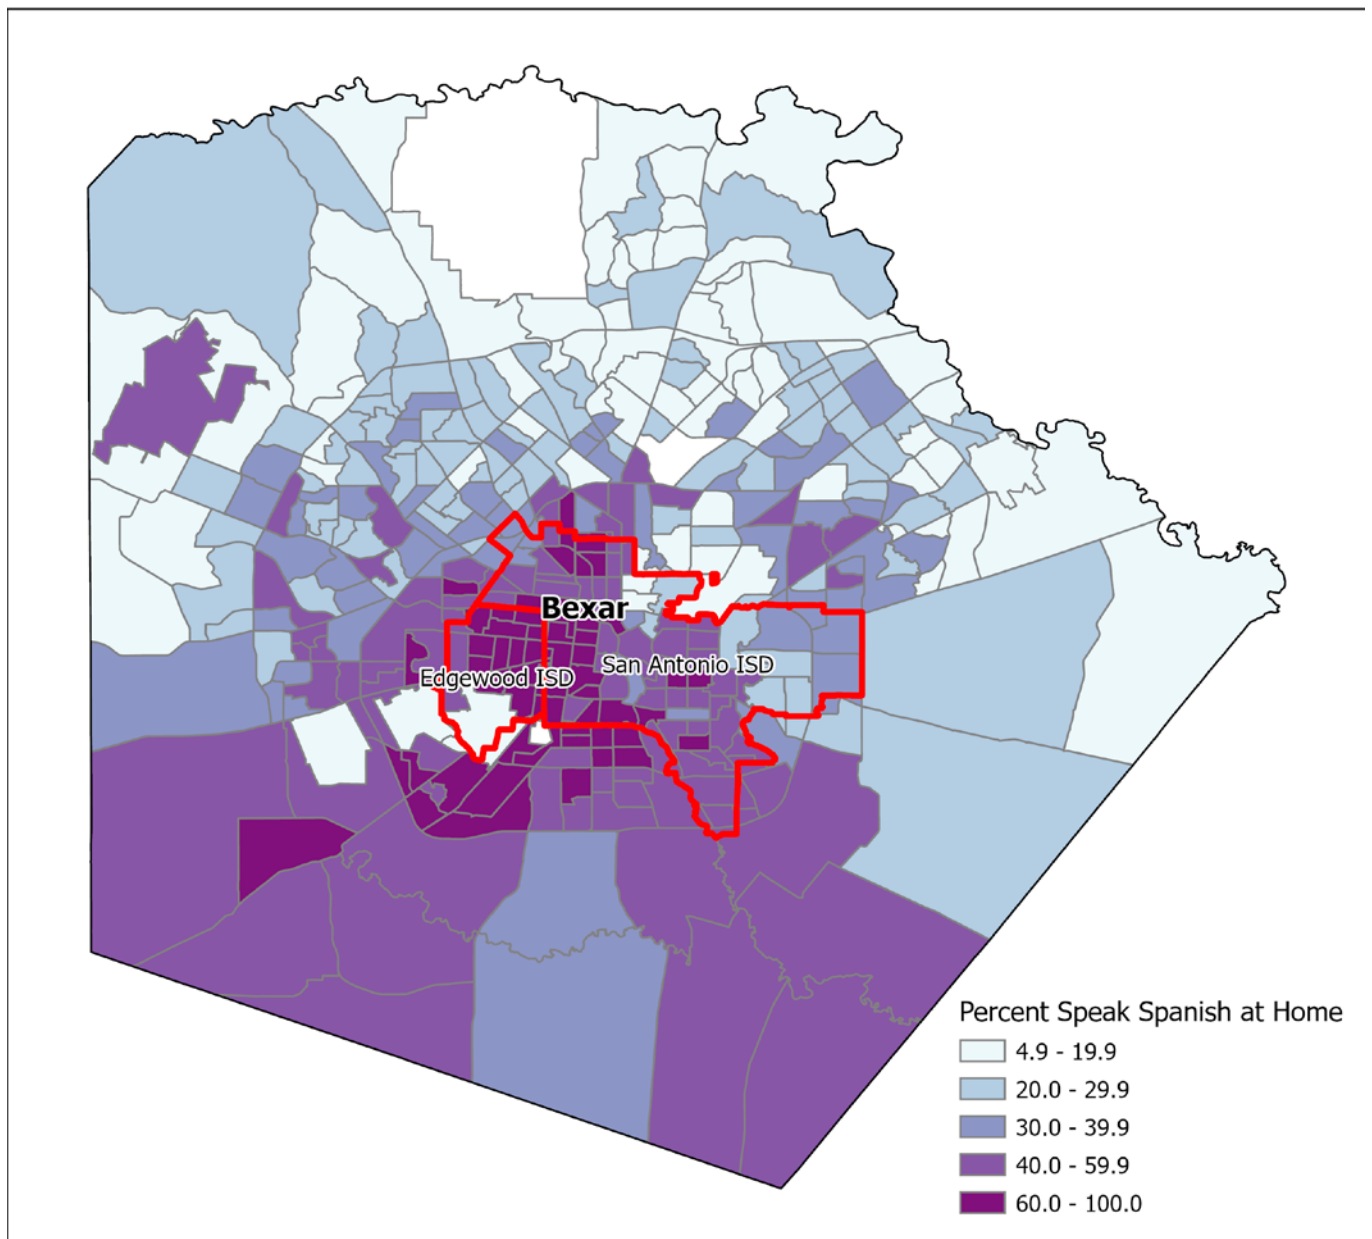 Bexar
San Antonio ISD
Edgewood ISD
Percent Speak Spanish at Home
4.9 - 19.9
20.0 - 29.9
30.0 - 39.9
40.0 - 59.9
60.0 - 100.0